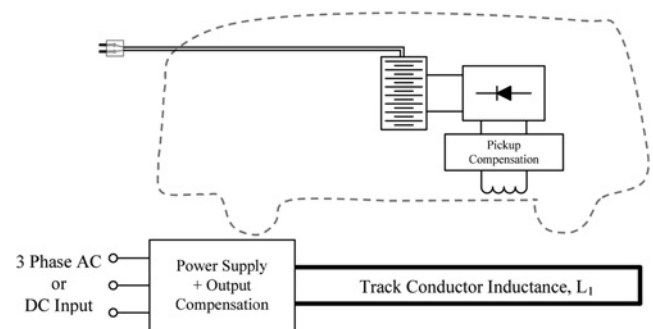 Pickup
Compensation
3 Phase AC
or
DC Input
Power Supply
+ Output
Compensation
Track Conductor Inductance, L₁